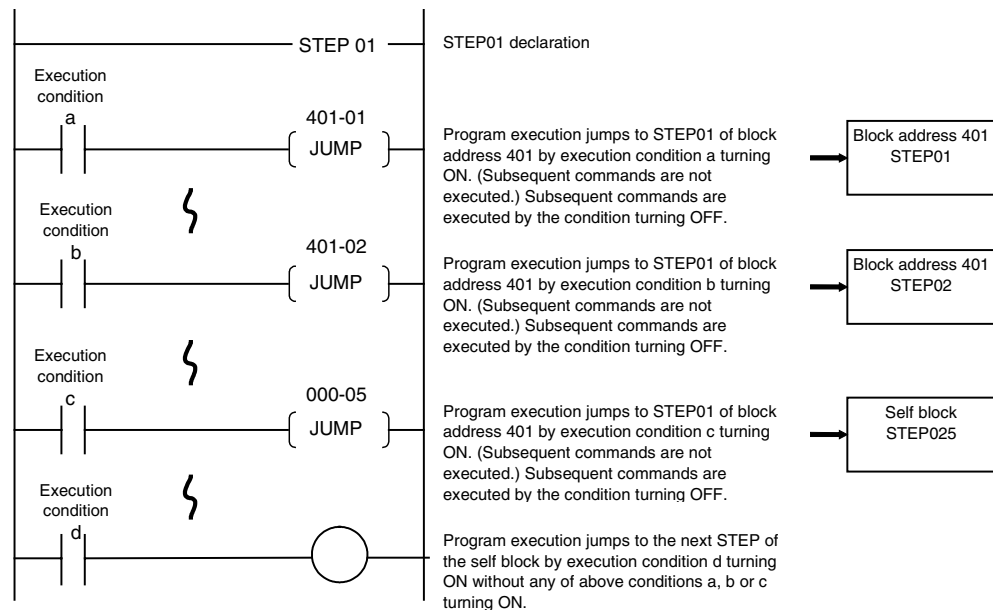 STEP 01
STEP01 declaration
Execution
condition
a
401-01
JUMP
Program execution jumps to STEP01 of block
address 401 by execution condition a turning
ON. (Subsequent commands are not
executed.) Subsequent commands are
executed by the condition turning OFF.
Block address 401
STEP01
Execution
condition
b
401-02
JUMP
Program execution jumps to STEP01 of block
address 401 by execution condition b turning
ON. (Subsequent commands are not
executed.) Subsequent commands are
executed by the condition turning OFF.
Block address 401
STEP02
Execution
condition
c
000-05
JUMP
Program execution jumps to STEP01 of block
address 401 by execution condition c turning
ON. (Subsequent commands are not
executed.) Subsequent commands are
executed by the condition turning OFF.
Self block
STEP025
Execution
condition
d
Program execution jumps to the next STEP of
the self block by execution condition d turning
ON without any of above conditions a, b or c
turning ON.